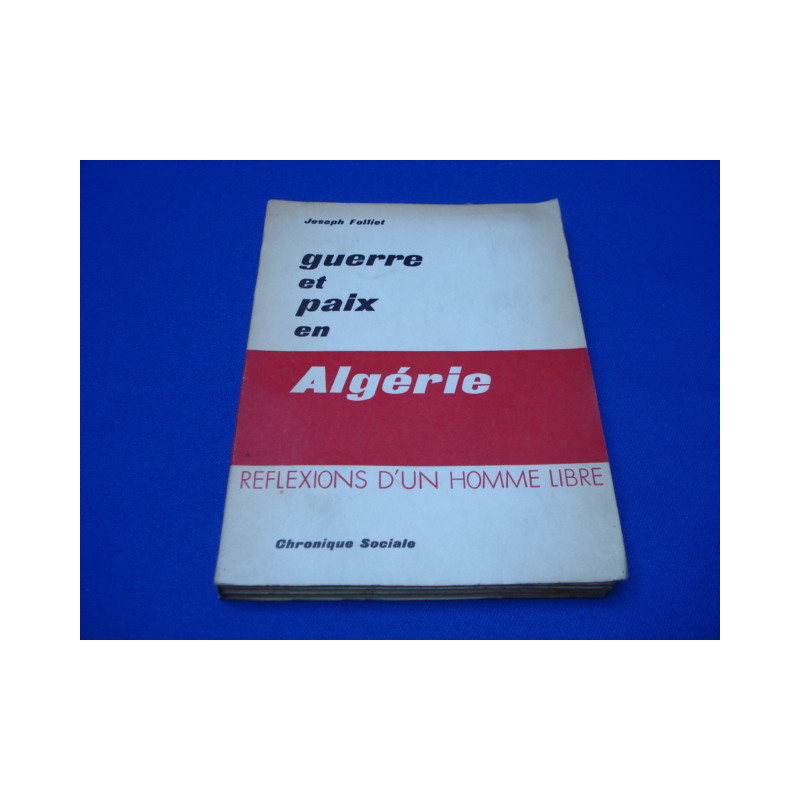 Joseph Folliet
guerre
et
paix
en
Algérie
REFLEXIONS D'UN HOMME LIBRE
Chronique Sociale